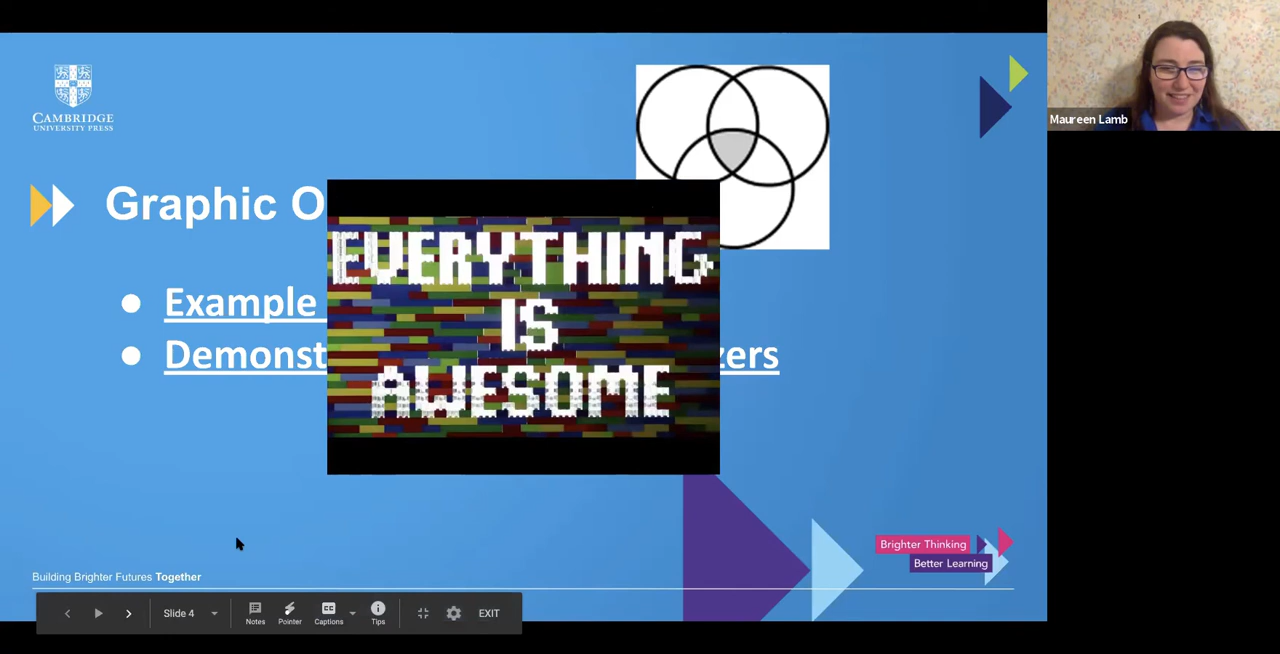 CAMBRIDGE
UNIVERSITY PRESS
Maureen Lamb
Graphic O
EVERYTHING
IS
AWESOME
Example
Demonst zers
Brighter Thinking
Better Learning
Building Brighter Futures Together
Slide 4
Notes
Pointer
Captions
Tips
EXIT